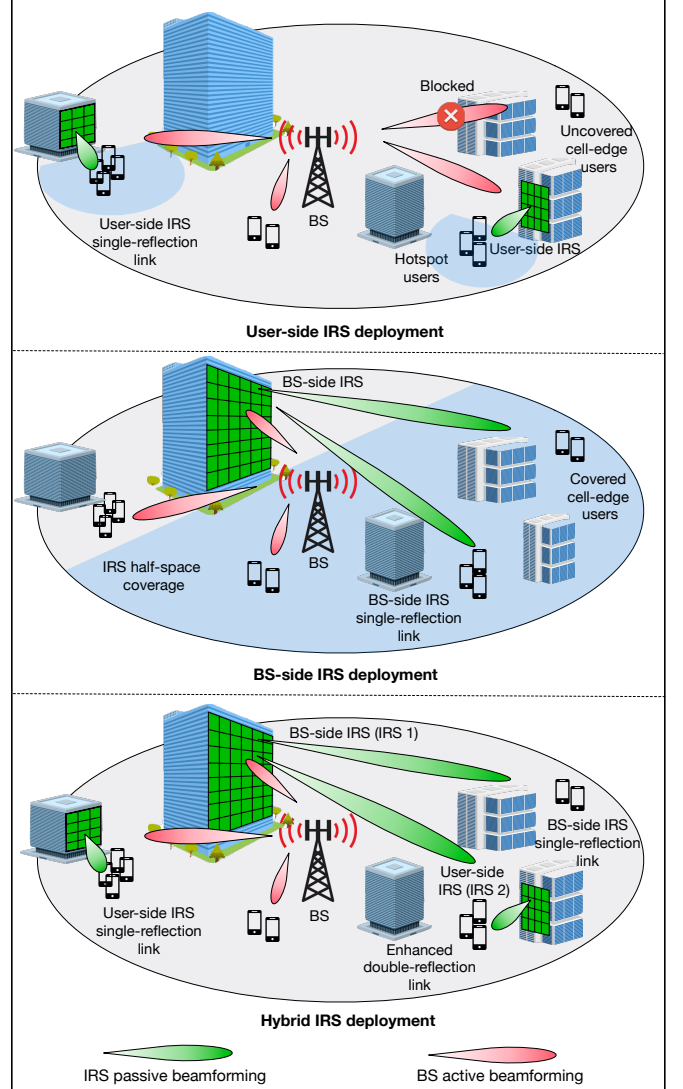 Blocked
Uncovered
cell-edge
users
BS
User-side IRS
single-reflection
link
Hotspot
users
User-side IRS
User-side IRS deployment
BS-side IRS
Covered
cell-edge
users
BS
IRS half-space
coverage
BS-side IRS
single-reflection
link
BS-side IRS deployment
BS-side IRS (IRS 1)
BS-side IRS
single-reflection
link
User-side
IRS (IRS 2)
BS
User-side IRS
single-reflection
link
Enhanced
double-reflection
link
Hybrid IRS deployment
IRS passive beamforming
BS active beamforming